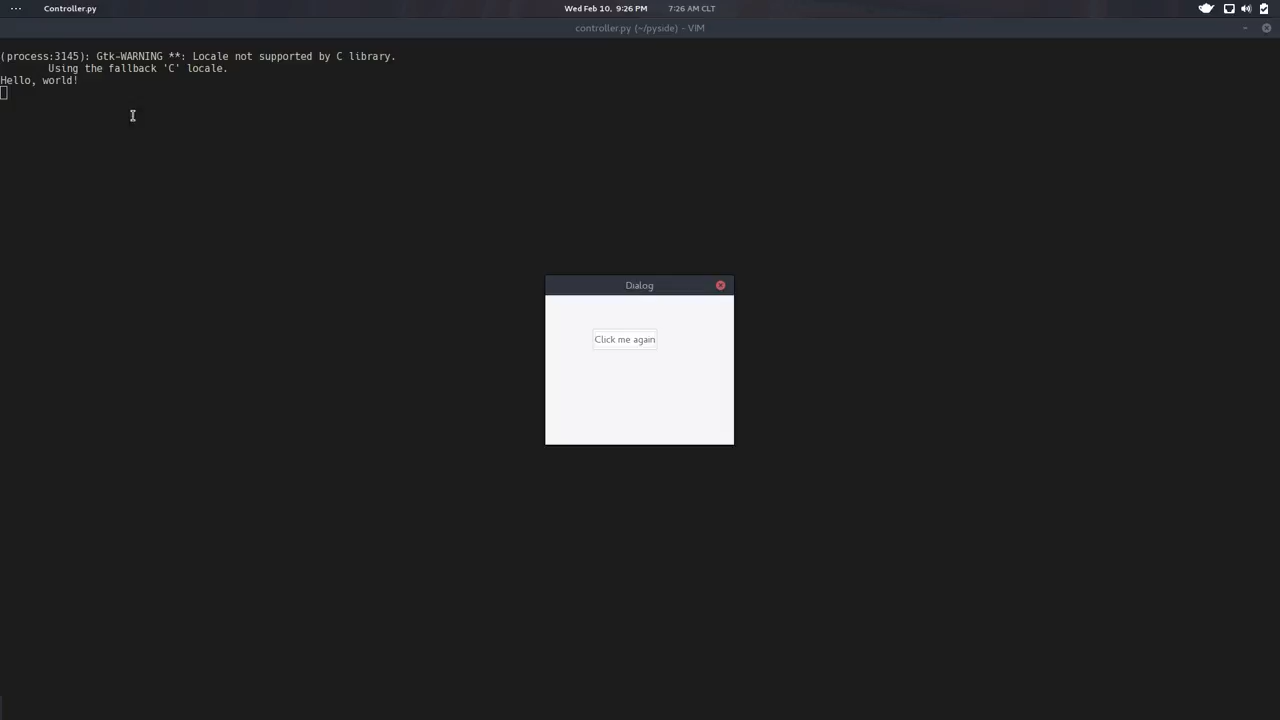 Controller.py
Wed Feb 10, 9:26 PM
7:26 AM CLT
controller.py (~/pyside) - VIM
(process:3145): Gtk-WARNING **: Locale not supported by C library.
Using the fallback 'C' locale.
Hello, world!
Dialog
Click me again